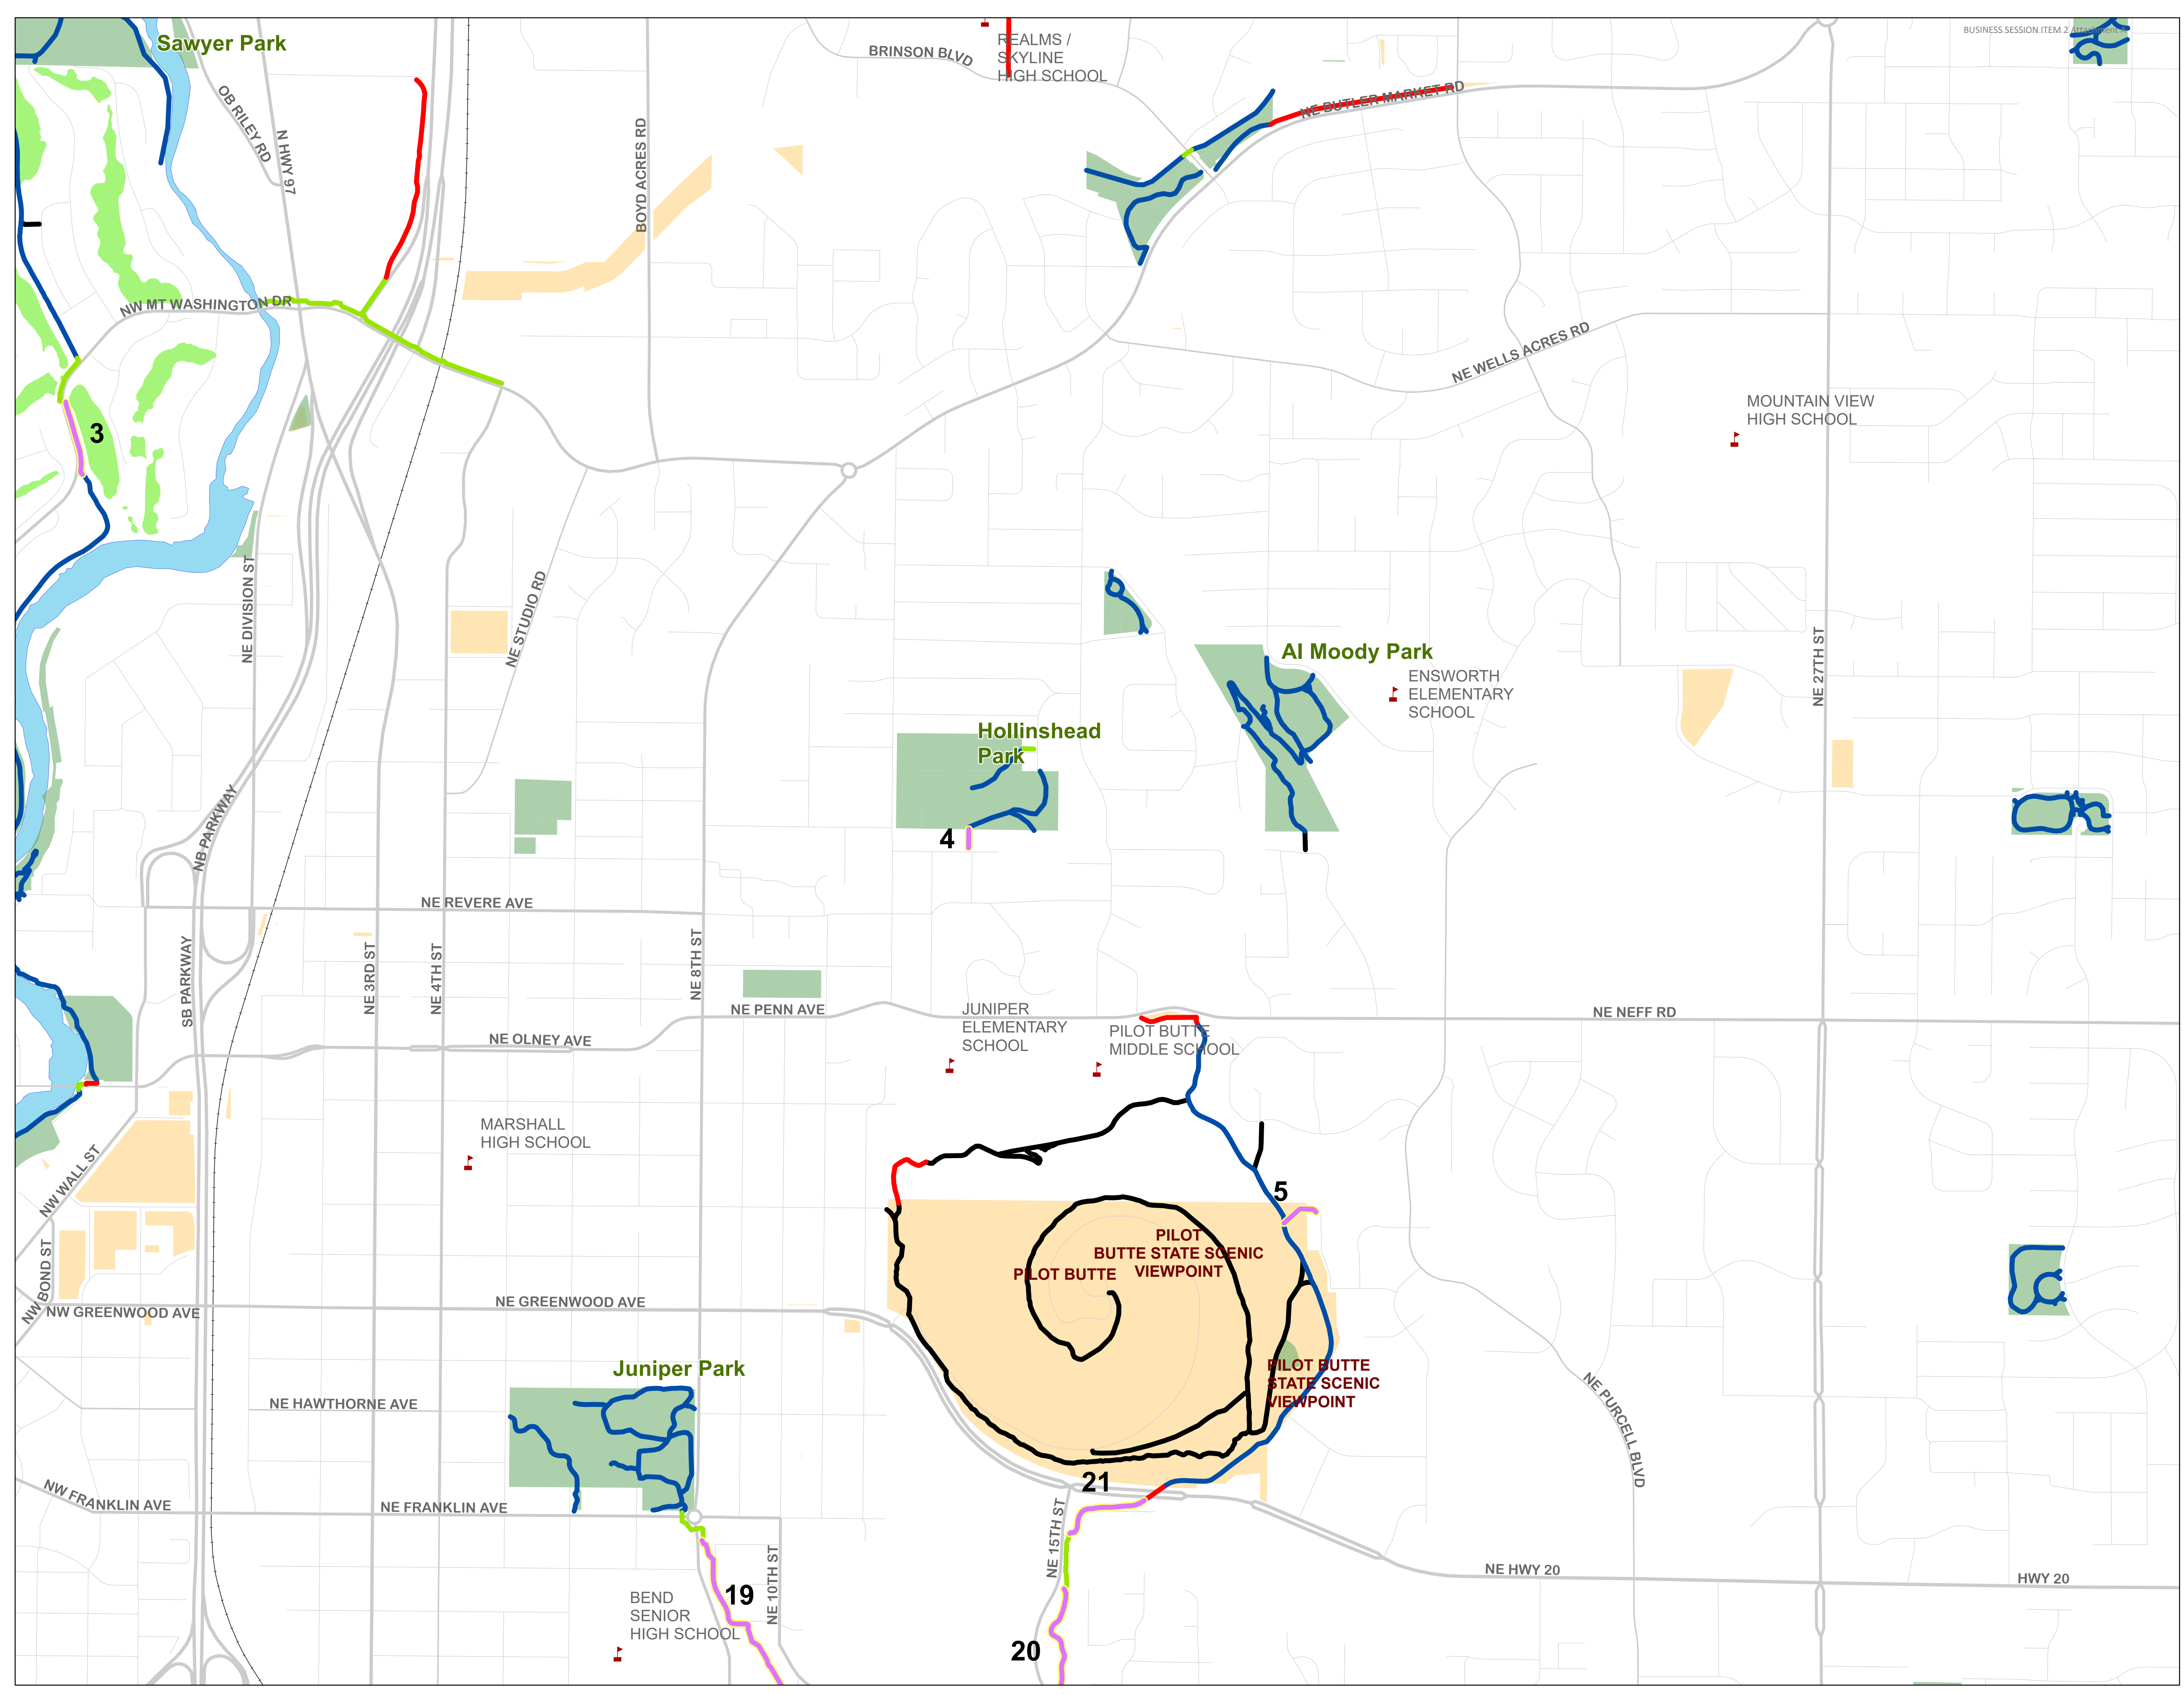 BUSINESS SESSION ITEM 2 Attachment A
Sawyer Park
REALMS /
SKYLINE
HIGH SCHOOL
BRINSON BLVD
OB RILEY RD
N HWY 97
BOYD ACRES RD
NE BUTLER MARKET RD
NW MT WASHINGTON DR
NE WELLS ACRES RD
MOUNTAIN VIEW
HIGH SCHOOL
3
NE DIVISION ST
NE STUDIO RD
NE 27TH ST
Al Moody Park
ENSWORTH
ELEMENTARY
SCHOOL
Hollinshead
Park
4
NB PARKWAY
NE REVERE AVE
SB PARKWAY
NE 3RD ST
NE 4TH ST
NE 8TH ST
NE PENN AVE
JUNIPER
ELEMENTARY
SCHOOL
PILOT BUTTE
MIDDLE SCHOOL
NE NEFF RD
NE OLNEY AVE
MARSHALL
HIGH SCHOOL
NW WALL ST
5
PILOT
BUTTE STATE SCENIC
VIEWPOINT
PILOT BUTTE
NW BOND ST
NW GREENWOOD AVE
NE GREENWOOD AVE
Juniper Park
PILOT BUTTE
STATE SCENIC
VIEWPOINT
NE HAWTHORNE AVE
NE PURCELL BLVD
21
NW FRANKLIN AVE
NE FRANKLIN AVE
NE 15TH ST
NE 10TH ST
NE HWY 20
HWY 20
19
BEND
SENIOR
HIGH SCHOOL
20